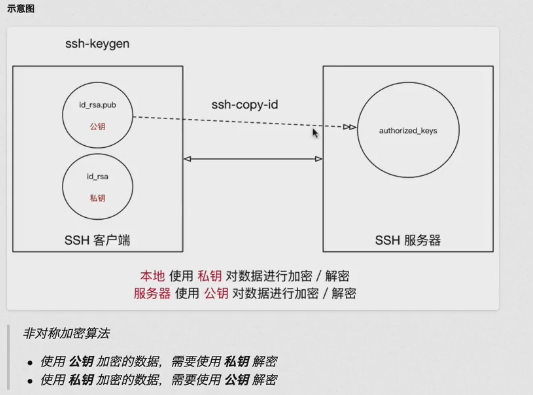 示意图
ssh-keygen
id_rsa.pub
公钥
ssh-copy-id
authorized_keys
id_rsa
私钥
SSH 客户端
SSH 服务器
本地 使用 私钥 对数据进行加密 / 解密
服务器 使用 公钥 对数据进行加密 / 解密
非对称加密算法
• 使用 公钥 加密的数据，需要使用 私钥 解密
• 使用 私钥 加密的数据，需要使用 公钥 解密